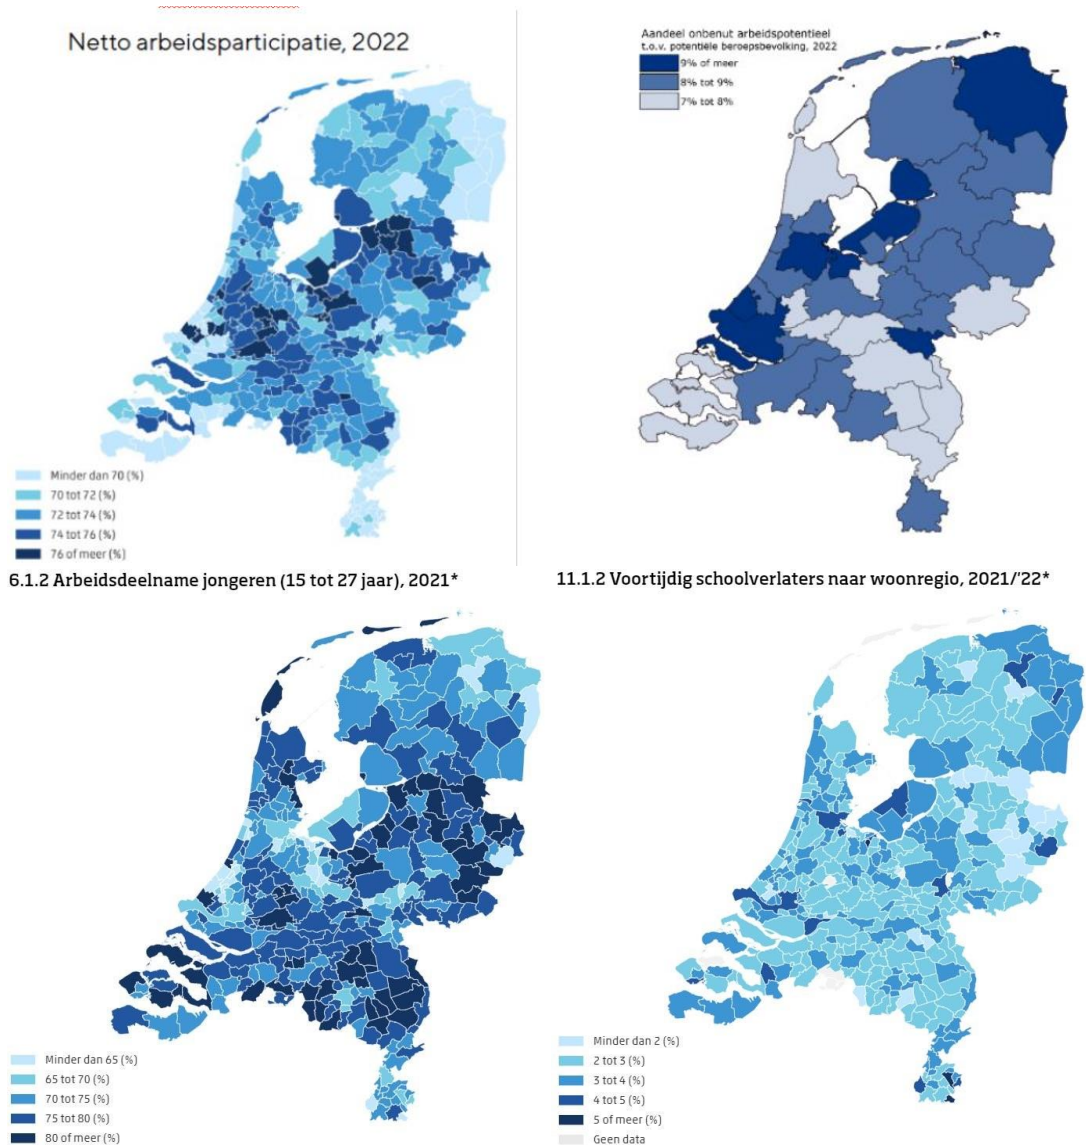 Netto arbeidsparticipatie, 2022
Minder dan 70 (%)
70 tot 72 (%)
72 tot 74 (%)
74 tot 76 (%)
76 of meer (%)
Aandeel onbenut arbeidspotentieel
t.o.v. potentiële beroepsbevolking, 2022
9% of meer
8% tot 9%
7% tot 8%
6.1.2 Arbeidsdeelname jongeren (15 tot 27 jaar), 2021*
Minder dan 65 (%)
65 tot 70 (%)
70 tot 75 (%)
75 tot 80 (%)
80 of meer (%)
11.1.2 Voortijdig schoolverlaters naar woonregio, 2021/'22*
Minder dan 2 (%)
2 tot 3 (%)
3 tot 4 (%)
4 tot 5 (%)
5 of meer (%)
Geen data